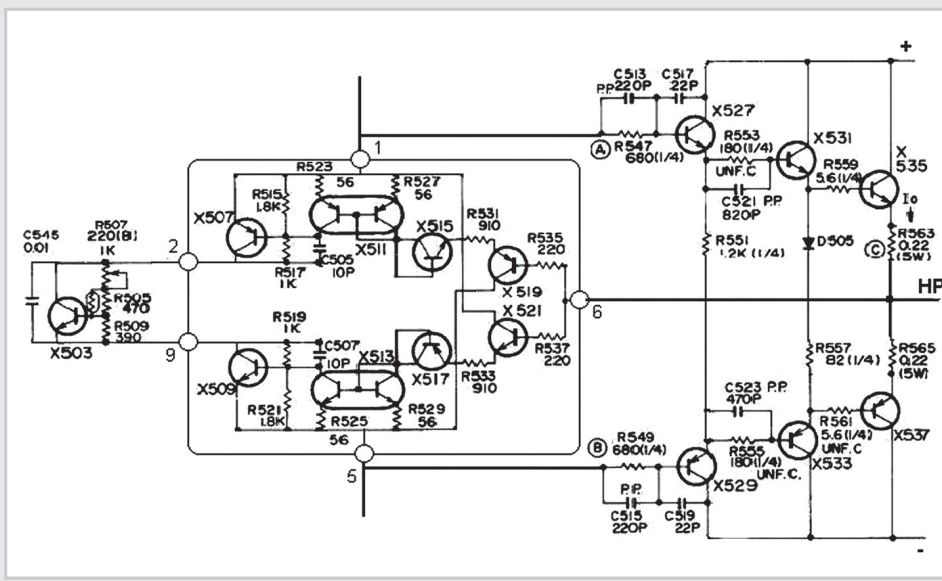 +
C513
220P
P.P.
C517
22P
X527
1
A
R547
680(1/4)
R553
180(1/4)
UNF.C
X531
R559
5.6(1/4)
X
535
Io
C521 P.P.
820P
R523
56
R527
56
R515
1.8K
X507
X511
X515
R531
910
C505
10P
R517
1K
R535
220
X519
C545
0.01
R507
220(B)
1K
2
R505
470
R509
390
X503
9
R551
1.2K (1/4)
D505
C
R563
0.22
(5W)
HP
6
X521
R537
220
R519
1K
C507
10P
X513
X517
R533
910
X509
R521
1.8K
R525
56
R529
56
R557
82 (1/4)
R565
0.22
(5W)
C523 P.P.
470P
5
B
R549
680(1/4)
R555
180(1/4)
UNF.C.
R561
5.6(1/4)
UNF.C
X533
X537
X529
P.P.
C515
220P
C519
22P
-